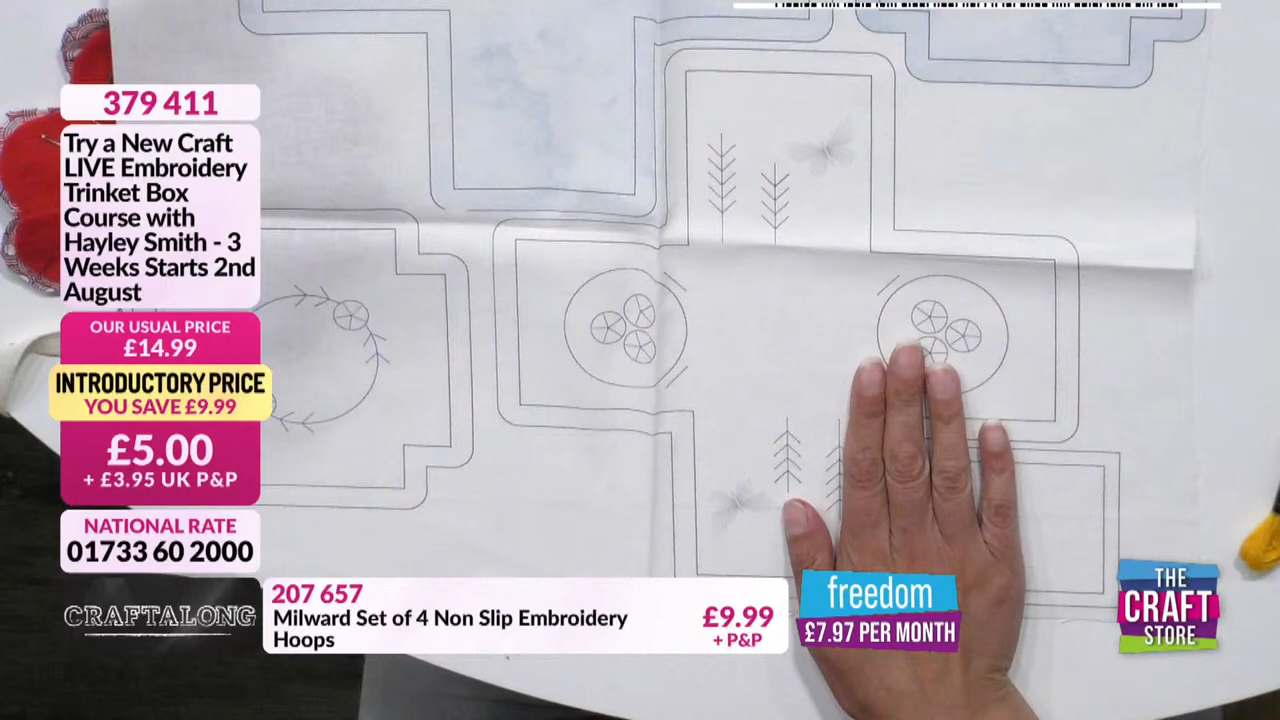 379 411
Try a New Craft
LIVE Embroidery
Trinket Box
Course with
Hayley Smith - 3
Weeks Starts 2nd
August
OUR USUAL PRICE
£14.99
INTRODUCTORY PRICE
YOU SAVE £9.99
£5.00
+ £3.95 UK P&P
NATIONAL RATE
01733 60 2000
CRAFTALONG
207 657
Milward Set of 4 Non Slip Embroidery
Hoops
£9.99
+ P&P
freedom
£7.97 PER MONTH
THE
CRAFT
STORE